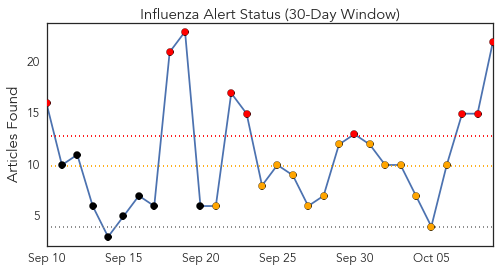 Influenza Alert Status (30-Day Window)
Articles Found
20
15
10
5
Sep 10 Sep 15 Sep 20 Sep 25 Sep 30 Oct 05